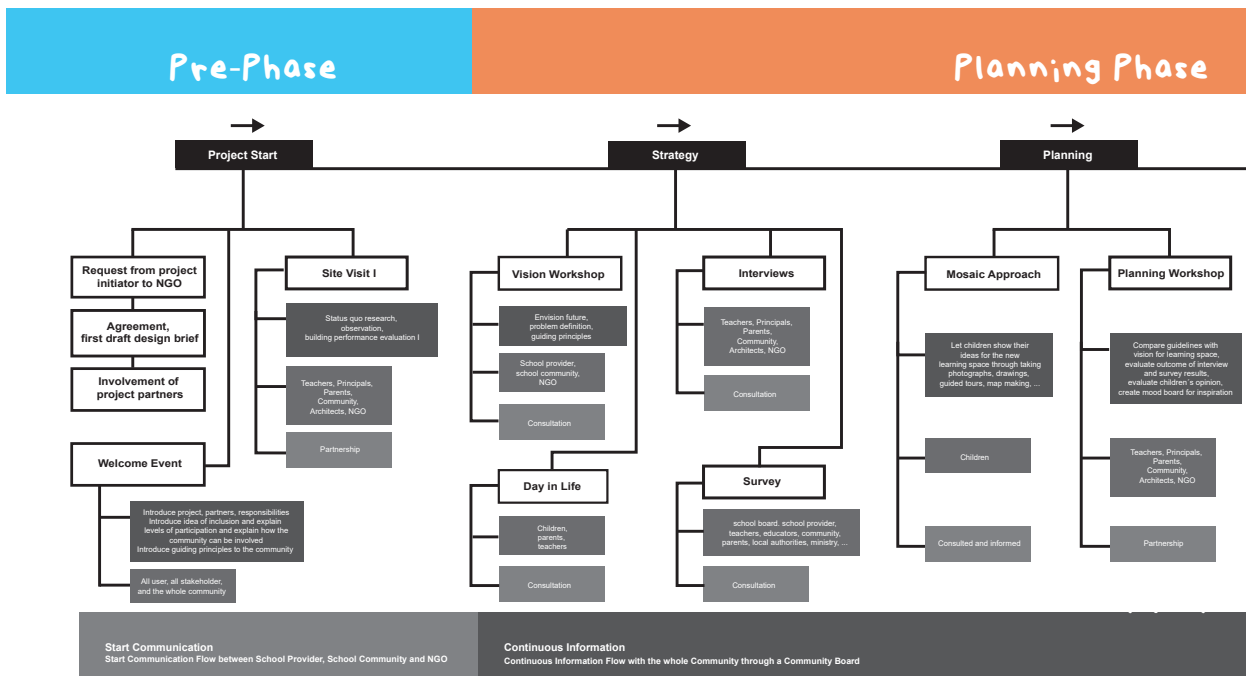 Pre-Phase
Planning Phase
Project Start
Strategy
Planning
Request from project
initiator to NGO
Agreement,
first draft design brief
Involvement of
project partners
Site Visit I
Status quo research,
observation,
building performance evaluation I
Teachers, Principals,
Parents,
Community,
Architects, NGO
Partnership
Welcome Event
Introduce project, partners, responsibilities
Introduce idea of inclusion and explain
levels of participation and explain how the
community can be involved
Introduce guiding principles to the community
All user, all stakeholder,
and the whole community
Vision Workshop
Envision future,
problem definition,
guiding principles
School provider,
school community,
NGO
Consultation
Day in Life
Children,
parents,
teachers
Consultation
Interviews
Teachers, Principals,
Parents,
Community,
Architects, NGO
Consultation
Survey
school board. school provider,
teachers, educators, community,
parents, local authorities, ministry, ...
Consultation
Mosaic Approach
Let children show their
ideas for the new
learning space through taking
photographs, drawings,
guided tours, map making, ...
Children
Consulted and informed
Planning Workshop
Compare guidelines with
vision for learning space,
evaluate outcome of interview
and survey results,
evaluate children´s opinion,
create mood board for inspiration
Teachers, Principals,
Parents,
Community,
Architects, NGO
Partnership
Start Communication
Start Communication Flow between School Provider, School Community and NGO
Continuous Information
Continuous Information Flow with the whole Community through a Community Board